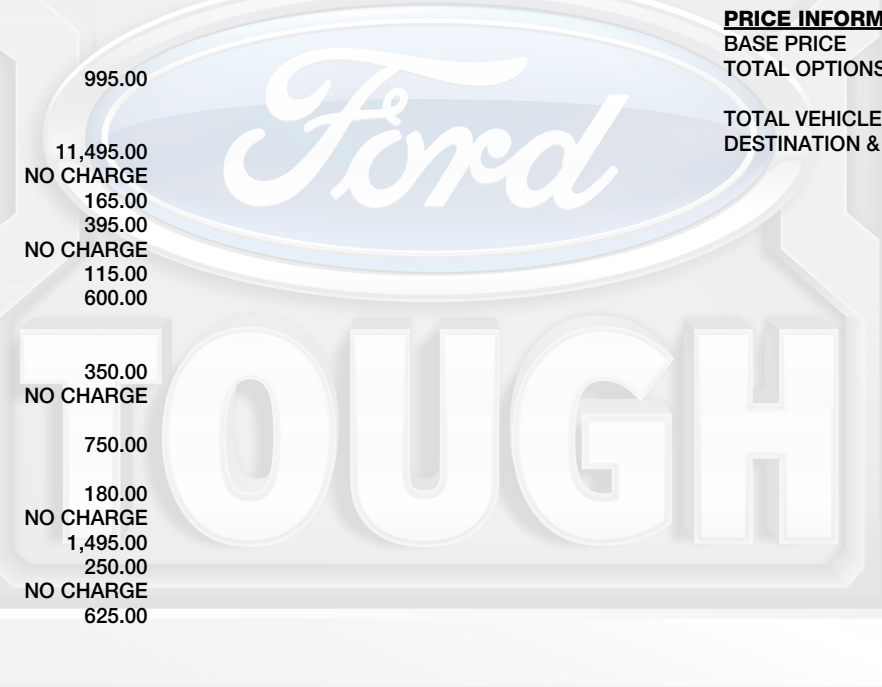 995.00
11,495.00
NO CHARGE
165.00
395.00
NO CHARGE
115.00
600.00
350.00
NO CHARGE
750.00
180.00
NO CHARGE
1,495.00
250.00
NO CHARGE
625.00
PRICE INFORM
BASE PRICE
TOTAL OPTIONS
TOTAL VEHICLE
DESTINATION &
Ford
TOUGH